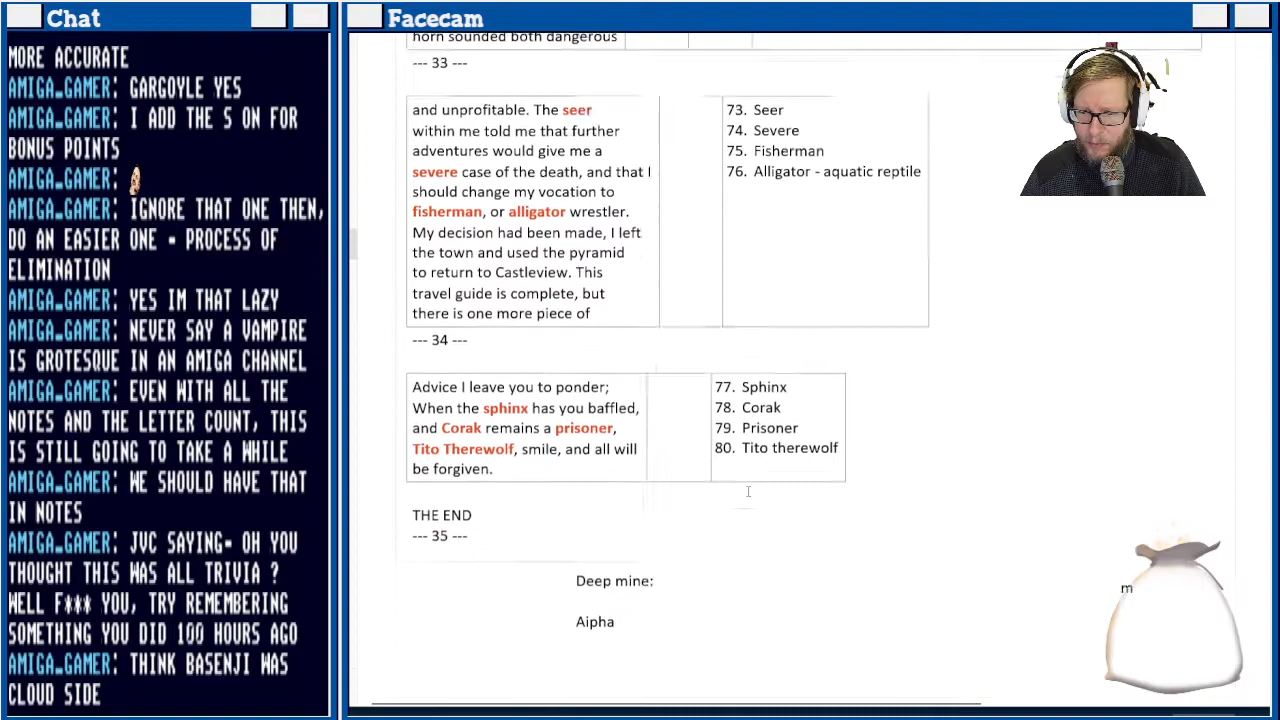 Chat
MORE ACCURATE
AMIGA_GAMER: GARGOYLE YES
AMIGA_GAMER: I ADD THE S ON FOR
BONUS POINTS
AMIGA_GAMER:
AMIGA_GAMER: IGNORE THAT ONE THEN,
DO AN EASIER ONE - PROCESS OF
ELIMINATION
AMIGA_GAMER: YES IM THAT LAZY
AMIGA_GAMER: NEVER SAY A VAMPIRE
IS GROTESQUE IN AN AMIGA CHANNEL
AMIGA_GAMER: EVEN WITH ALL THE
NOTES AND THE LETTER COUNT, THIS
IS STILL GOING TO TAKE A WHILE
AMIGA_GAMER: WE SHOULD HAVE THAT
IN NOTES
AMIGA_GAMER: JVC SAYING- OH YOU
THOUGHT THIS WAS ALL TRIVIA ?
WELL F*** YOU, TRY REMEMBERING
SOMETHING YOU DID 100 HOURS AGO
AMIGA_GAMER: THINK BASENJI WAS
CLOUD SIDE
Facecam
horn sounded both dangerous
--- 33 ---
and unprofitable. The seer
within me told me that further
adventures would give me a
severe case of the death, and that I
should change my vocation to
fisherman, or alligator wrestler.
My decision had been made, I left
the town and used the pyramid
to return to Castleview. This
travel guide is complete, but
there is one more piece of
73. Seer
74. Severe
75. Fisherman
76. Alligator - aquatic reptile
--- 34 ---
Advice I leave you to ponder;
When the sphinx has you baffled,
and Corak remains a prisoner,
Tito Therewolf, smile, and all will
be forgiven.
77. Sphinx
78. Corak
79. Prisoner
80. Tito therewolf
THE END
--- 35 ---
Deep mine:
Aipha
m